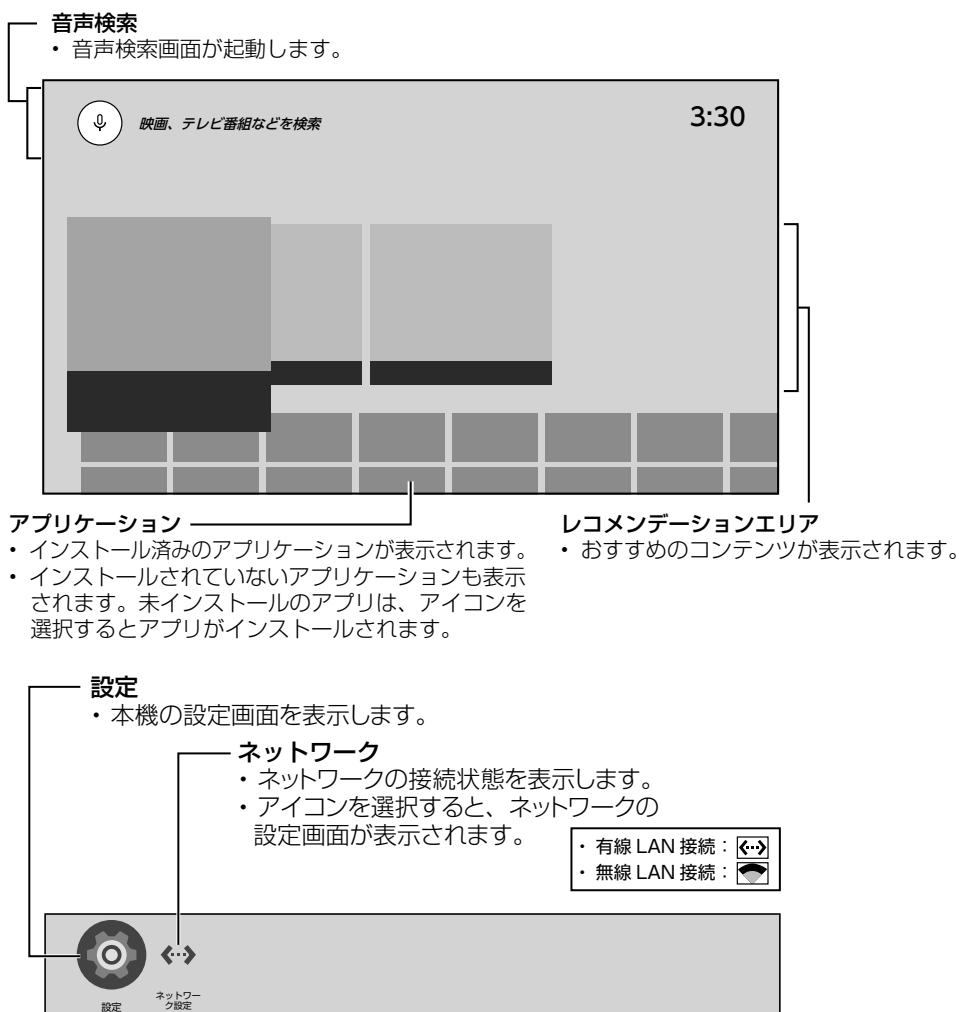 音声検索
・ 音声検索画面が起動します。
映画、テレビ番組などを検索
3:30
アプリケーション
・ インストール済みのアプリケーションが表示されます。
・ インストールされていないアプリケーションも表示
されます。未インストールのアプリは、アイコンを
選択するとアプリがインストールされます。
レコメンデーションエリア
・ おすすめのコンテンツが表示されます。
設定
・ 本機の設定画面を表示します。
ネットワーク
・ ネットワークの接続状態を表示します。
・ アイコンを選択すると、ネットワークの
設定画面が表示されます。
・ 有線 LAN 接続：
・ 無線 LAN 接続：
設定
ネットワー
ク設定